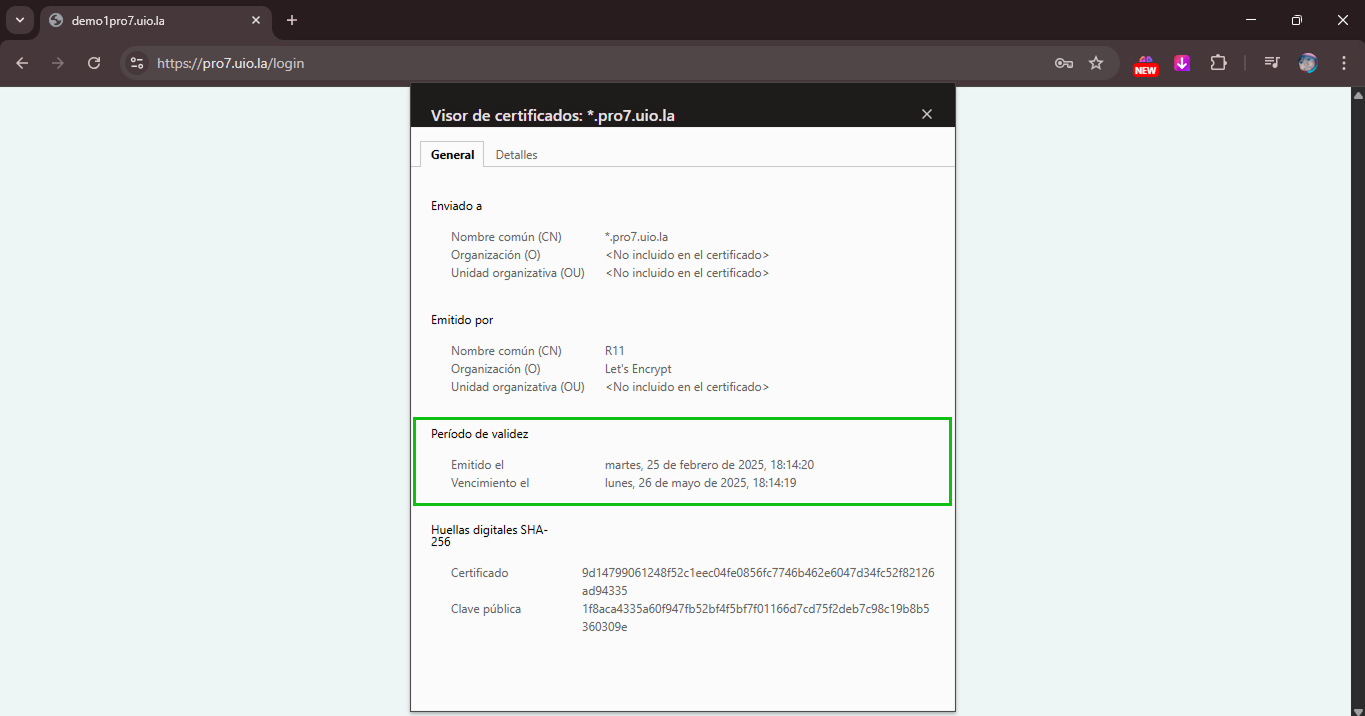 demo1pro7.uio.la
https://pro7.uio.la/login
NEW
Visor de certificados: *.pro7.uio.la
General Detalles
Enviado a
Nombre común (CN) *.pro7.uio.la
Organización (O) <No incluido en el certificado>
Unidad organizativa (OU) <No incluido en el certificado>
Emitido por
Nombre común (CN) R11
Organización (O) Let's Encrypt
Unidad organizativa (OU) <No incluido en el certificado>
Período de validez
Emitido el martes, 25 de febrero de 2025, 18:14:20
Vencimiento el lunes, 26 de mayo de 2025, 18:14:19
Huellas digitales SHA-
256
Certificado 9d14799061248f52c1eec04fe0856fc7746b462e6047d34fc52f82126
ad94335
Clave pública 1f8aca4335a60f947fb52bf4f5bf7f01166d7cd75f2deb7c98c19b8b5
360309e